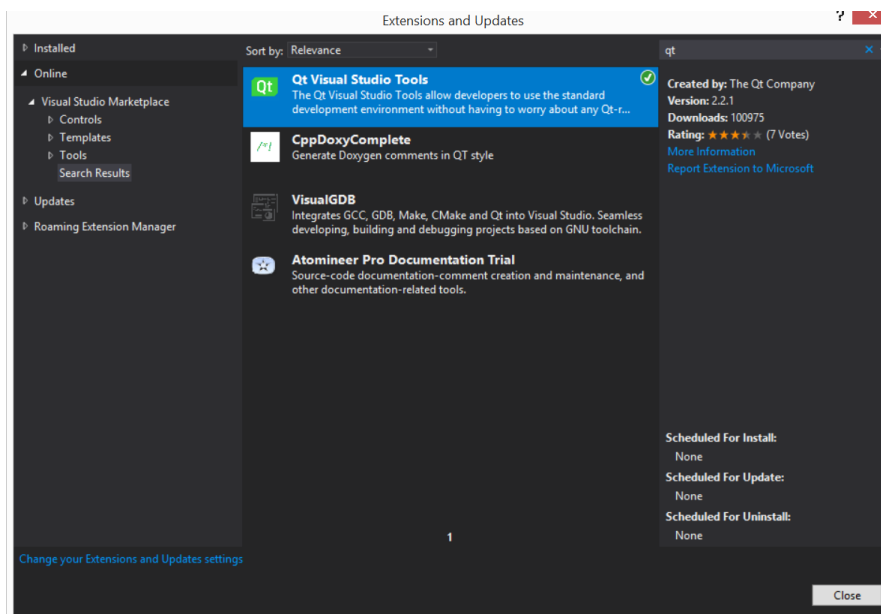 Extensions and Updates
? ×
Installed
Online
Visual Studio Marketplace
Controls
Templates
Tools
Search Results
Updates
Roaming Extension Manager
Change your Extensions and Updates settings
Sort by: Relevance
Qt
Qt Visual Studio Tools
The Qt Visual Studio Tools allow developers to use the standard
development environment without having to worry about any Qt-r...
/*!
CppDoxyComplete
Generate Doxygen comments in QT style
VisualGDB
Integrates GCC, GDB, Make, CMake and Qt into Visual Studio. Seamless
developing, building and debugging projects based on GNU toolchain.
Atomineer Pro Documentation Trial
Source-code documentation-comment creation and maintenance, and
other documentation-related tools.
1
qt ×
Created by: The Qt Company
Version: 2.2.1
Downloads: 100975
Rating: ★★★★★ (7 Votes)
More Information
Report Extension to Microsoft
Scheduled For Install:
None
Scheduled For Update:
None
Scheduled For Uninstall:
None
Close